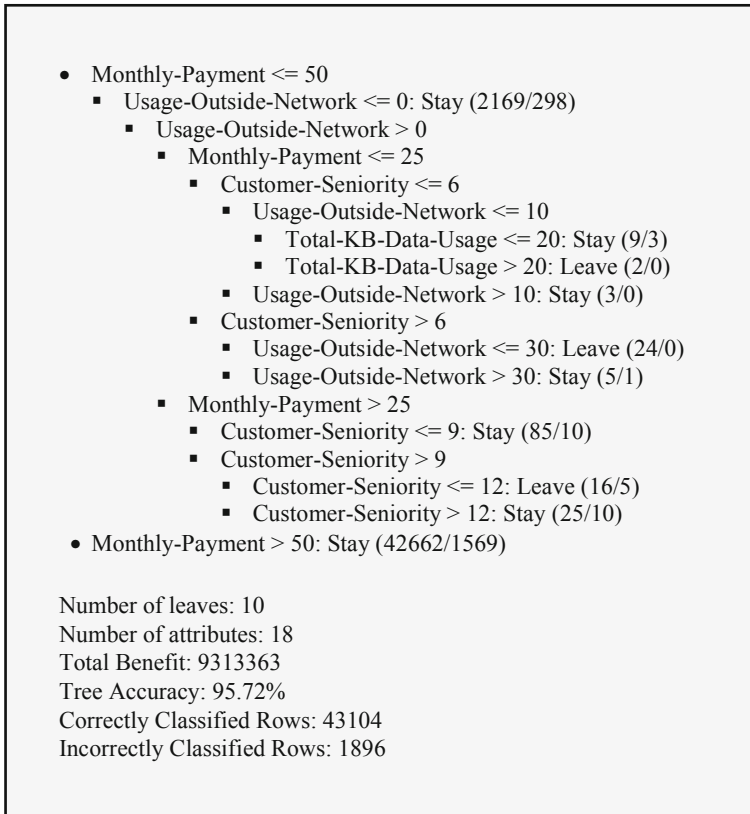 • Monthly-Payment <= 50
▪ Usage-Outside-Network <= 0: Stay (2169/298)
▪ Usage-Outside-Network > 0
▪ Monthly-Payment <= 25
▪ Customer-Seniority <= 6
▪ Usage-Outside-Network <= 10
▪ Total-KB-Data-Usage <= 20: Stay (9/3)
▪ Total-KB-Data-Usage > 20: Leave (2/0)
▪ Usage-Outside-Network > 10: Stay (3/0)
▪ Customer-Seniority > 6
▪ Usage-Outside-Network <= 30: Leave (24/0)
▪ Usage-Outside-Network > 30: Stay (5/1)
▪ Monthly-Payment > 25
▪ Customer-Seniority <= 9: Stay (85/10)
▪ Customer-Seniority > 9
▪ Customer-Seniority <= 12: Leave (16/5)
▪ Customer-Seniority > 12: Stay (25/10)
• Monthly-Payment > 50: Stay (42662/1569)
Number of leaves: 10
Number of attributes: 18
Total Benefit: 9313363
Tree Accuracy: 95.72%
Correctly Classified Rows: 43104
Incorrectly Classified Rows: 1896